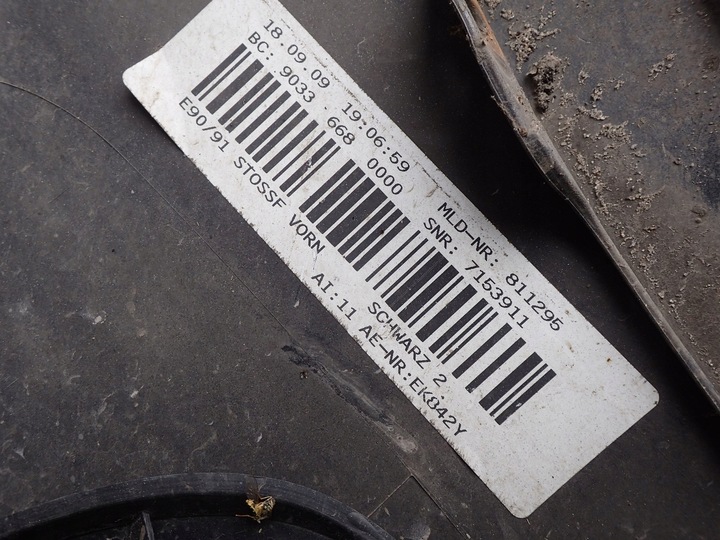 18.09.09 19:06:59 MLD-NR: 811295
BC: 9033 668 0000 SNR: 7153911
E90/91 STOSSF VORN SCHWARZ 2
AI:11 AE-NR:EK842Y